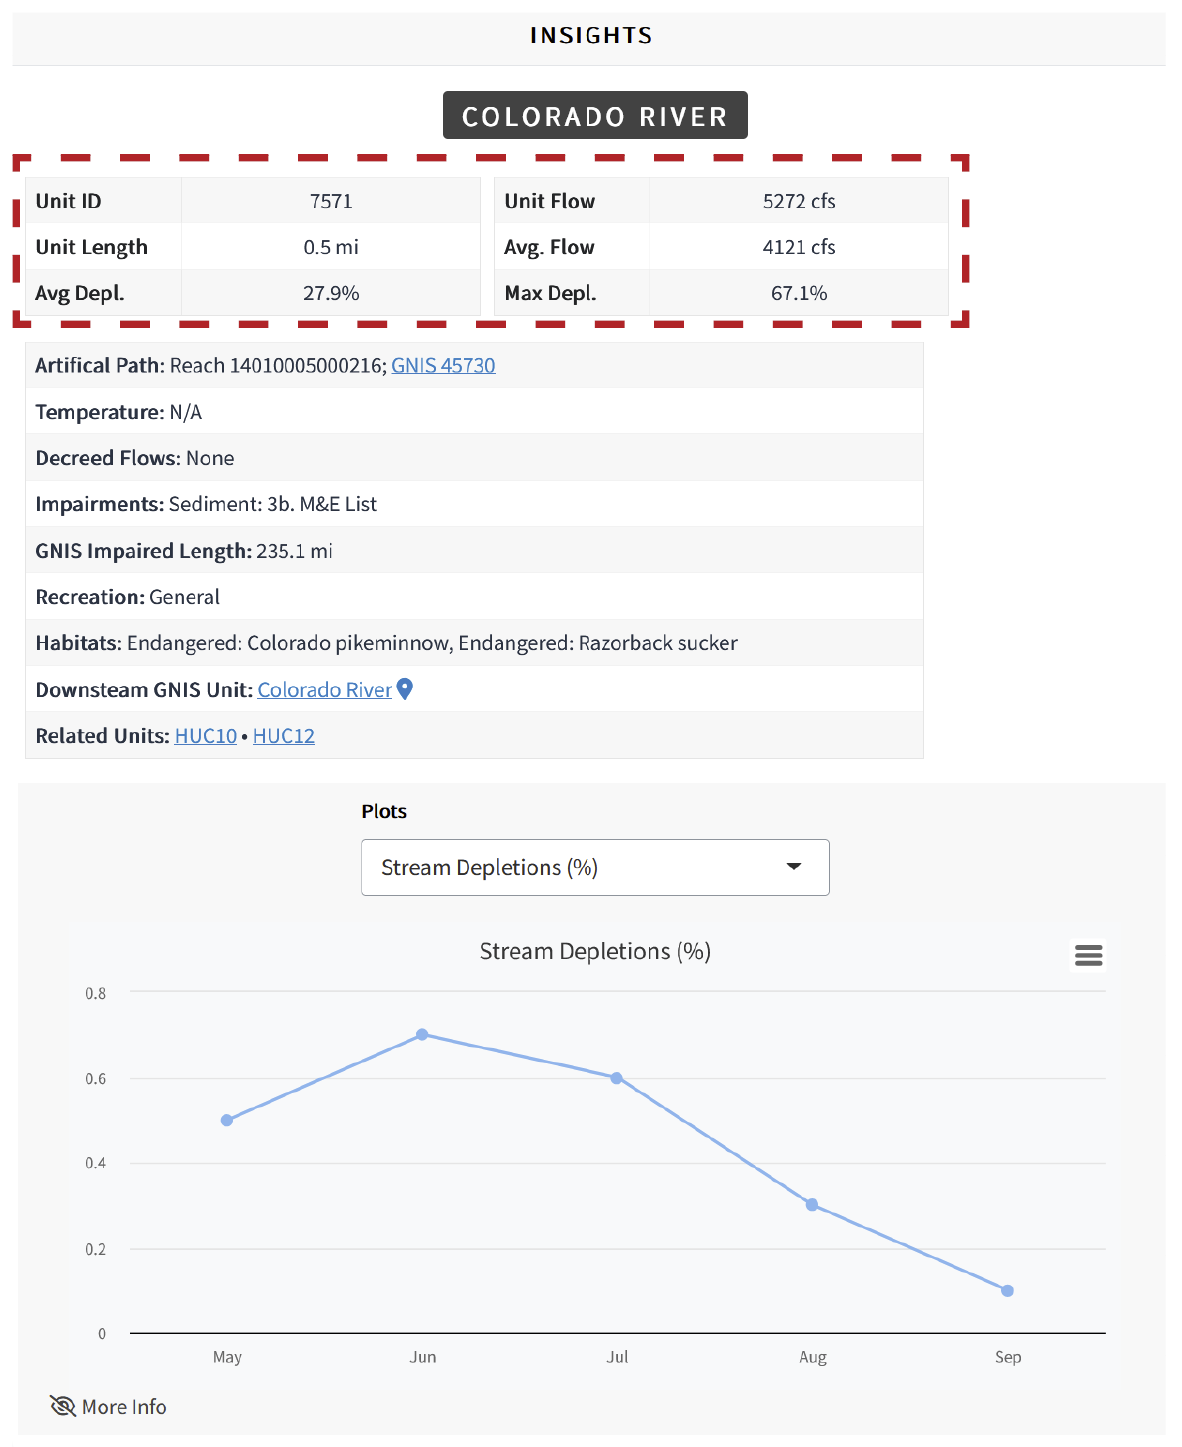 INSIGHTS
COLORADO RIVER
Unit ID 7571 Unit Flow 5272 cfs
Unit Length 0.5 mi Avg. Flow 4121 cfs
Avg Depl. 27.9% Max Depl. 67.1%
Artifical Path: Reach 14010005000216; GNIS 45730
Temperature: N/A
Decreed Flows: None
Impairments: Sediment: 3b. M&E List
GNIS Impaired Length: 235.1 mi
Recreation: General
Habitats: Endangered: Colorado pikeminnow, Endangered: Razorback sucker
Downsteam GNIS Unit: Colorado River
Related Units: HUC10 • HUC12
Plots
Stream Depletions (%)
Stream Depletions (%)
0.8
0.6
0.4
0.2
0
May Jun Jul Aug Sep
More Info